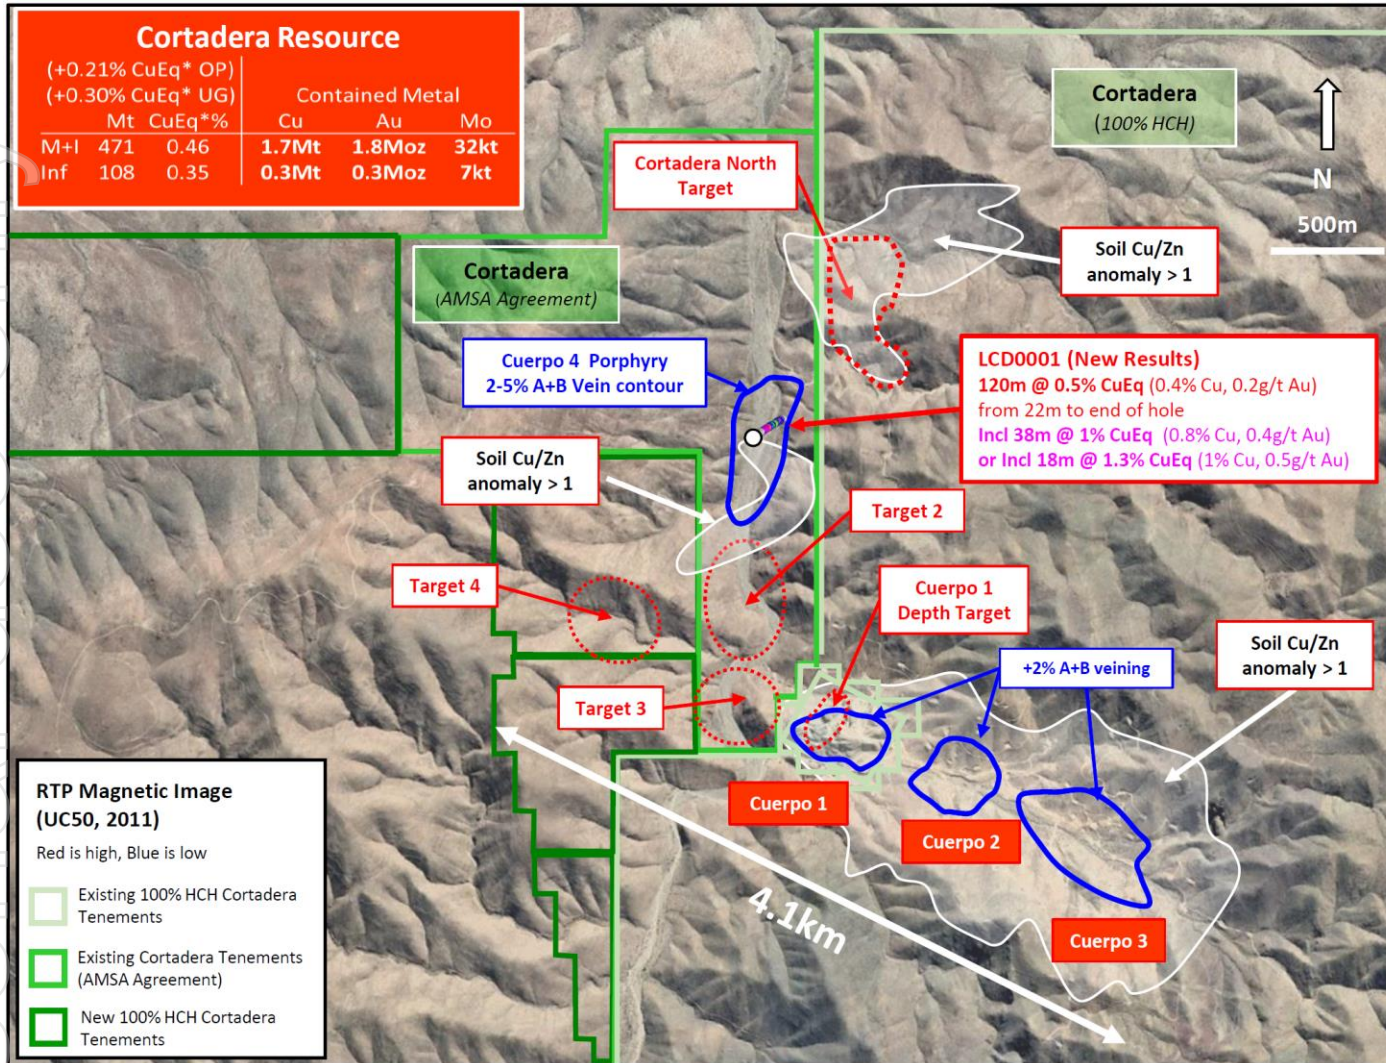 Cortadera Resource
(+0.21% CuEq* OP)
(+0.30% CuEq* UG) Contained Metal
Mt CuEq*% Cu Au Mo
M+I 471 0.46 1.7Mt 1.8Moz 32kt
Inf 108 0.35 0.3Mt 0.3Moz 7kt
Cortadera
(100% HCH)
N
500m
Cortadera North
Target
Soil Cu/Zn
anomaly > 1
Cortadera
(AMSA Agreement)
Cuerpo 4 Porphyry
2-5% A+B Vein contour
LCD0001 (New Results)
120m @ 0.5% CuEq (0.4% Cu, 0.2g/t Au)
from 22m to end of hole
Incl 38m @ 1% CuEq (0.8% Cu, 0.4g/t Au)
or Incl 18m @ 1.3% CuEq (1% Cu, 0.5g/t Au)
Soil Cu/Zn
anomaly > 1
Target 2
Target 4
Cuerpo 1
Depth Target
Soil Cu/Zn
anomaly > 1
+2% A+B veining
Target 3
Cuerpo 1
Cuerpo 2
Cuerpo 3
4.1km
RTP Magnetic Image
(UC50, 2011)
Red is high, Blue is low
Existing 100% HCH Cortadera
Tenements
Existing Cortadera Tenements
(AMSA Agreement)
New 100% HCH Cortadera
Tenements